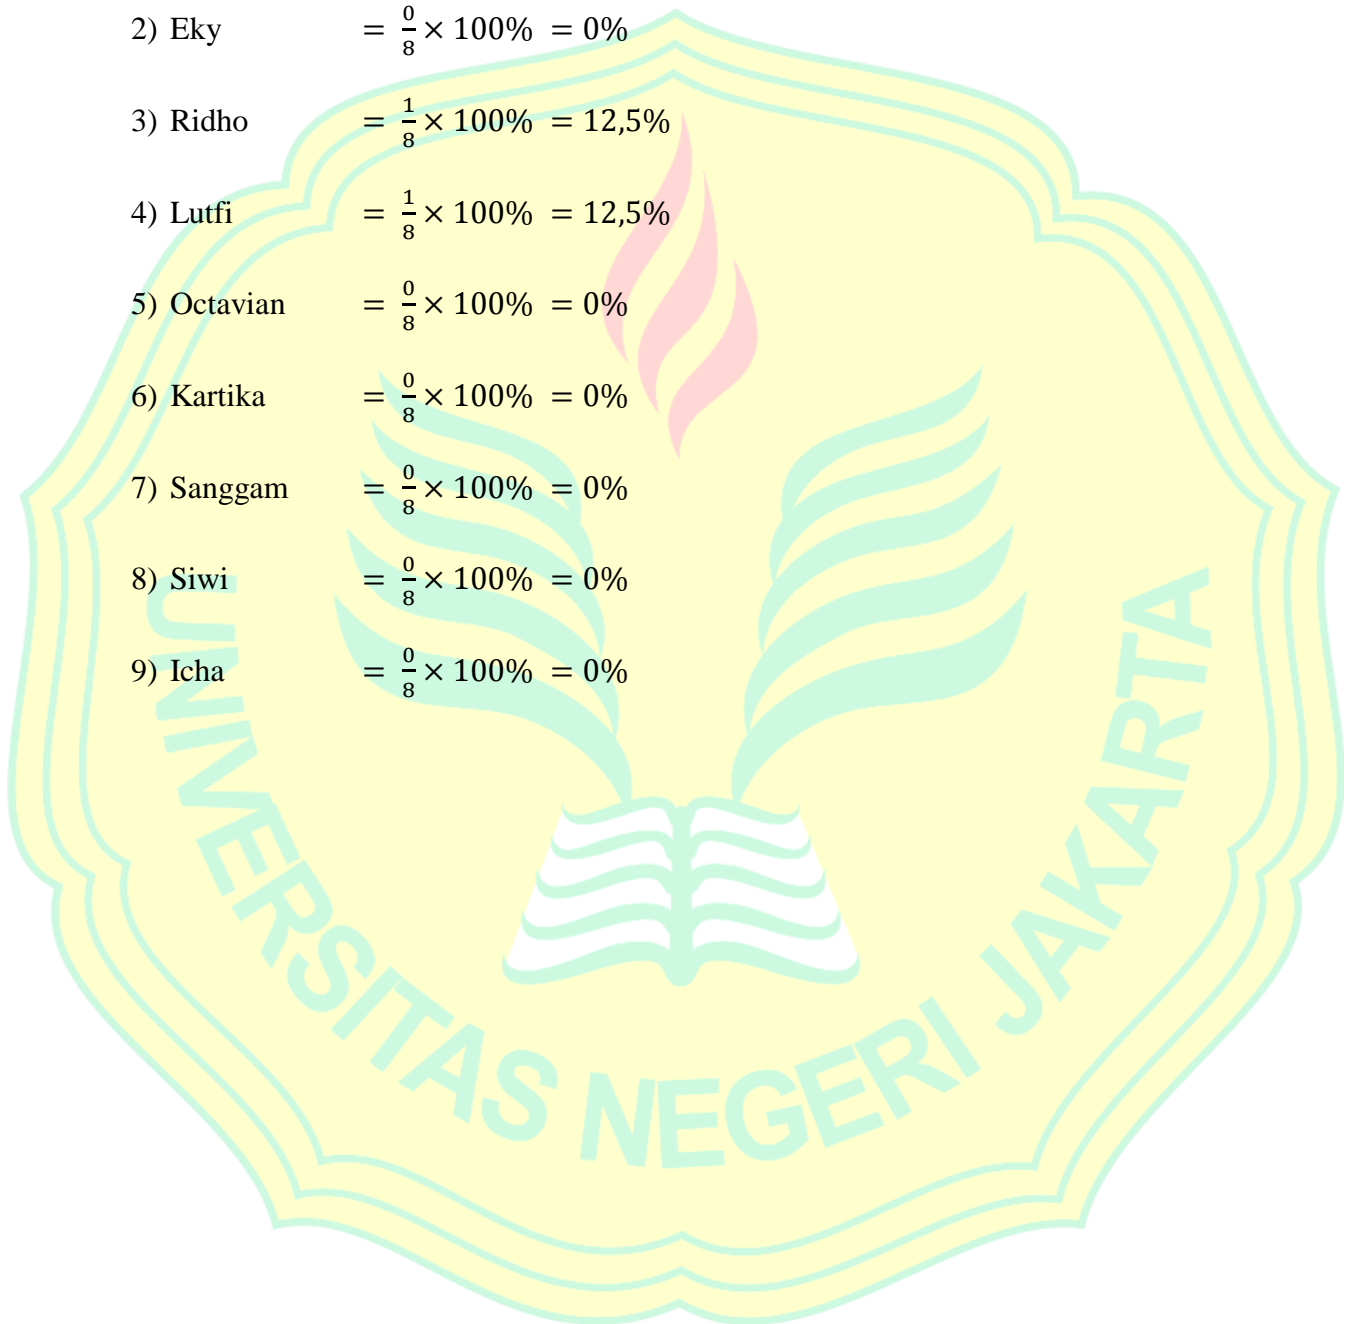 2) Eky = 0/8 × 100% = 0%
3) Ridho = 1/8 × 100% = 12,5%
4) Lutfi = 1/8 × 100% = 12,5%
5) Octavian = 0/8 × 100% = 0%
6) Kartika = 0/8 × 100% = 0%
7) Sanggam = 0/8 × 100% = 0%
8) Siwi = 0/8 × 100% = 0%
9) Icha = 0/8 × 100% = 0%
UNIVERSITAS NEGERI JAKARTA